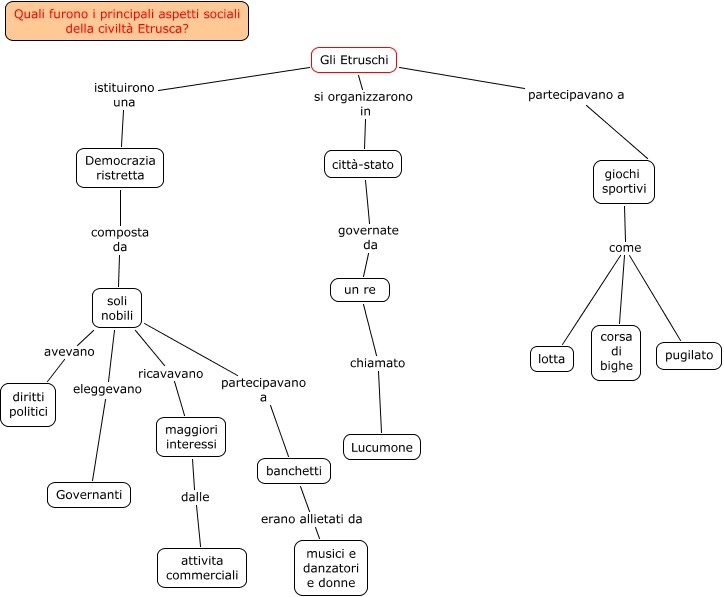 Quali furono i principali aspetti sociali
della civiltà Etrusca?
Gli Etruschi
istituirono
una
si organizzarono
in
partecipavano a
Democrazia
ristretta
città-stato
giochi
sportivi
composta
da
governate
da
come
soli
nobili
un re
lotta
corsa
di
bighe
pugilato
avevano
eleggevano
ricavavano
partecipavano
a
chiamato
diritti
politici
maggiori
interessi
Lucumone
Governanti
banchetti
dalle
erano allietati da
attivita
commerciali
musici e
danzatori
e donne